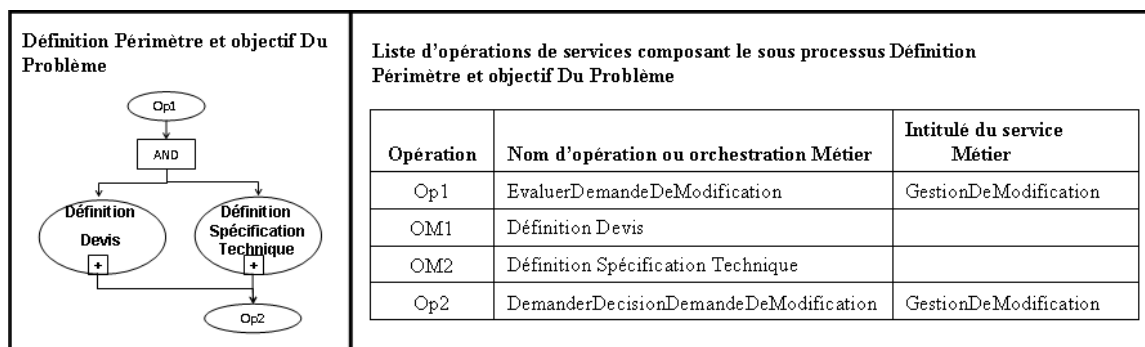 Définition Périmètre et objectif Du
Problème
Op1
AND
Définition
Devis
+
Définition
Spécification
Technique
+
Op2
Liste d'opérations de services composant le sous processus Définition
Périmètre et objectif Du Problème
Opération Nom d'opération ou orchestration Métier Intitulé du service
Métier
Op1 EvaluerDemandeDeModification GestionDeModification
OM1 Définition Devis
OM2 Définition Spécification Technique
Op2 DemanderDecisionDemandeDeModification GestionDeModification